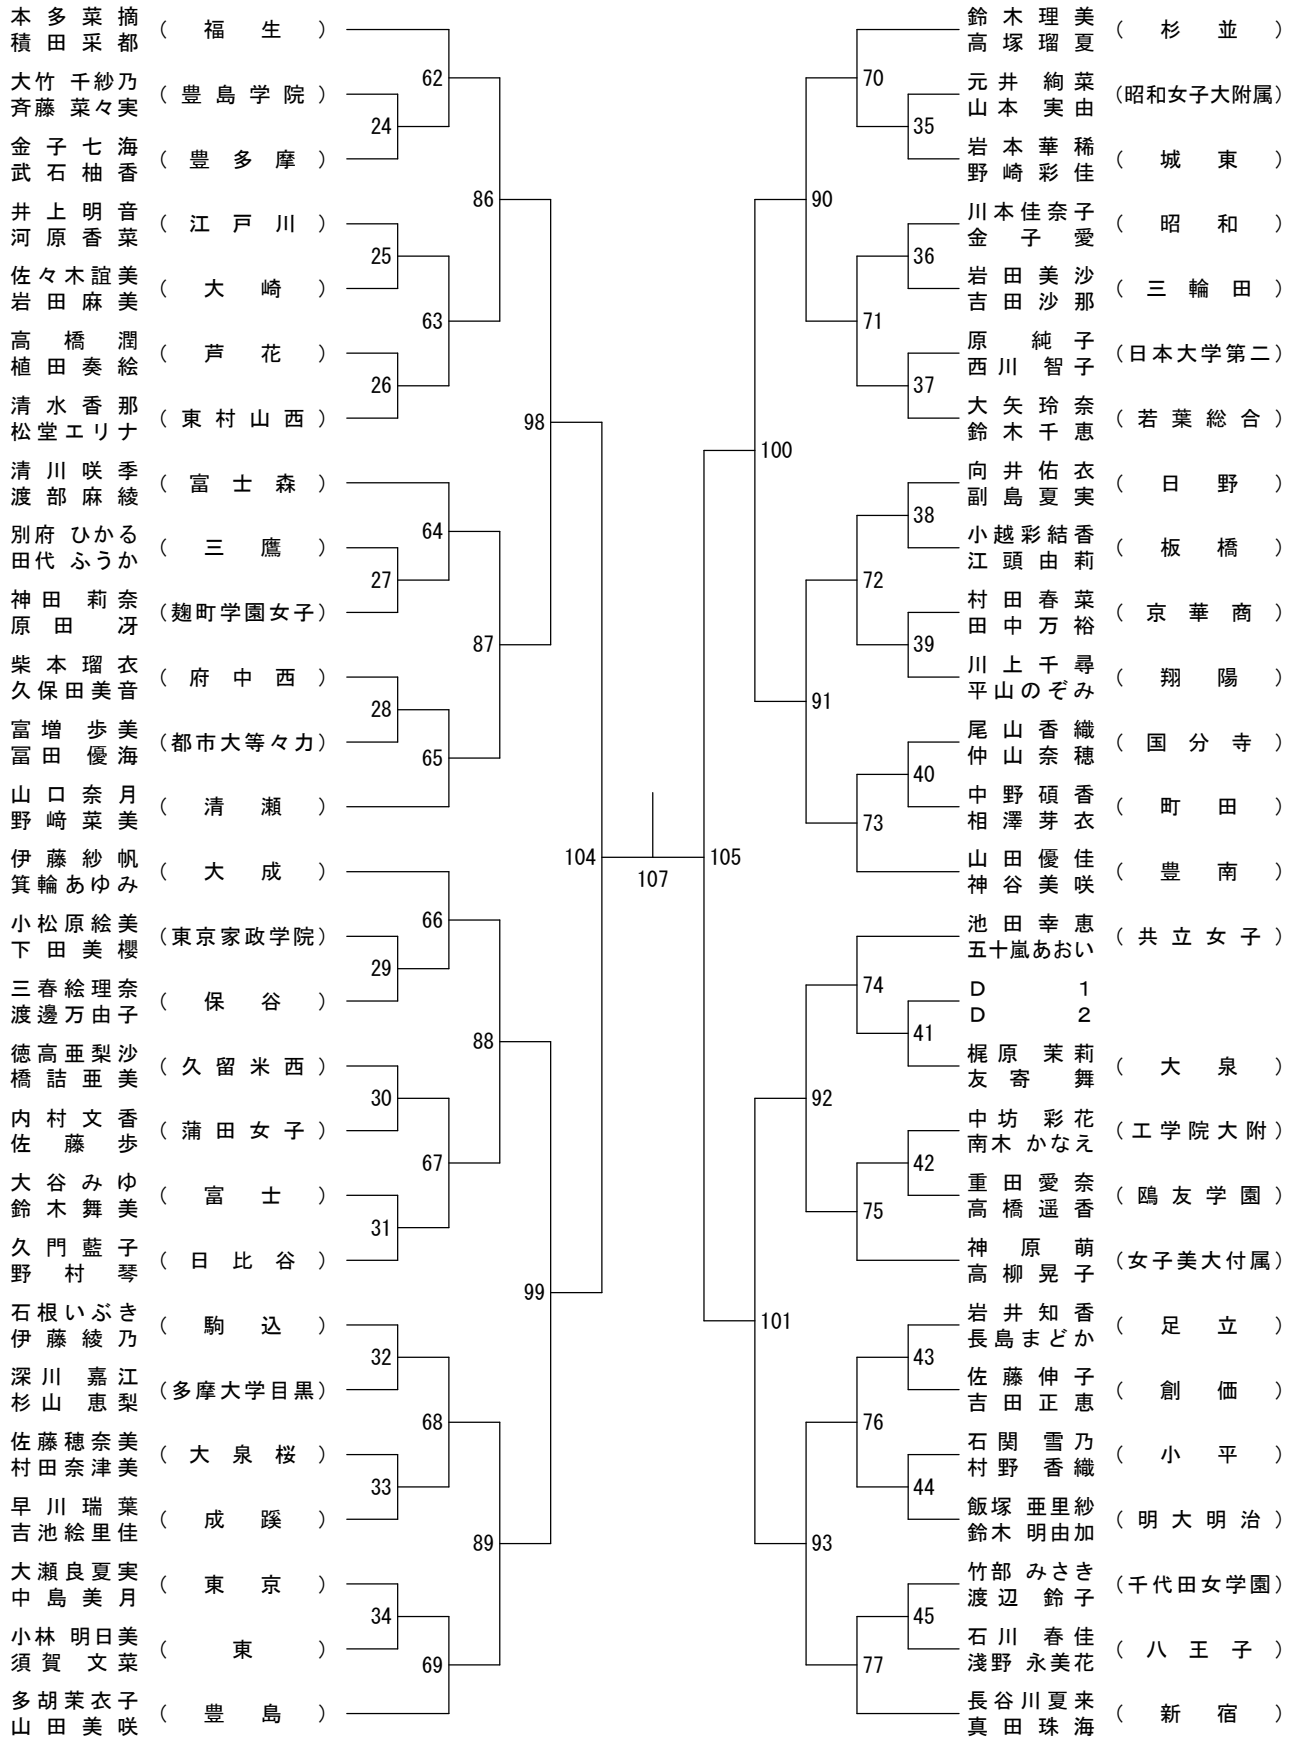 本多菜摘
積田采都
（福生）
大竹 千紗乃
斉藤 菜々実
（豊島学院）
金子七海
武石柚香
（豊多摩）
井上明音
河原香菜
（江戸川）
佐々木誼美
岩田麻美
（大崎）
高橋潤
植田奏絵
（芦花）
清水香那
松堂エリナ
（東村山西）
清川咲季
渡部麻綾
（富士森）
別府 ひかる
田代 ふうか
（三鷹）
神田 莉奈
原田 冴
（麹町学園女子）
柴本瑠衣
久保田美音
（府中西）
富増 歩美
冨田 優海
（都市大等々力）
山口奈月
野﨑菜美
（清瀬）
伊藤紗帆
箕輪あゆみ
（大成）
小松原絵美
下田美櫻
（東京家政学院）
三春絵理奈
渡邊万由子
（保谷）
徳高亜梨沙
橋詰亜美
（久留米西）
内村文香
佐藤歩
（蒲田女子）
大谷みゆ
鈴木舞美
（富士）
久門藍子
野村琴
（日比谷）
石根いぶき
伊藤綾乃
（駒込）
深川 嘉江
杉山 恵梨
（多摩大学目黒）
佐藤穂奈美
村田奈津美
（大泉桜）
早川瑞葉
吉池絵里佳
（成蹊）
大瀬良夏実
中島美月
（東京）
小林 明日美
須賀 文菜
（東）
多胡茉衣子
山田美咲
（豊島）
62
24
86
25
63
26
98
64
27
87
28
65
104
66
29
88
30
67
31
99
32
68
33
89
34
69
107
鈴木理美
高塚瑠夏
（杉並）
元井 絢菜
山本 実由
（昭和女子大附属）
岩本華稀
野崎彩佳
（城東）
川本佳奈子
金子愛
（昭和）
岩田美沙
吉田沙那
（三輪田）
原 純子
西川 智子
（日本大学第二）
大矢玲奈
鈴木千恵
（若葉総合）
向井佑衣
副島夏実
（日野）
小越彩結香
江頭由莉
（板橋）
村田春菜
田中万裕
（京華商）
川上千尋
平山のぞみ
（翔陽）
尾山香織
仲山奈穂
（国分寺）
中野碩香
相澤芽衣
（町田）
山田優佳
神谷美咲
（豊南）
池田幸恵
五十嵐あおい
（共立女子）
D 1
D 2
梶原 茉莉
友寄 舞
（大泉）
中坊 彩花
南木 かなえ
（工学院大附）
重田愛奈
高橋遥香
（鴎友学園）
神原萌
高柳晃子
（女子美大付属）
岩井知香
長島まどか
（足立）
佐藤伸子
吉田正恵
（創価）
石関 雪乃
村野 香織
（小平）
飯塚 亜里紗
鈴木 明由加
（明大明治）
竹部 みさき
渡辺 鈴子
（千代田女学園）
石川 春佳
淺野 永美花
（八王子）
長谷川夏来
真田珠海
（新宿）
70
35
90
36
71
37
100
38
72
39
91
40
73
105
74
41
92
42
75
101
43
76
44
93
45
77